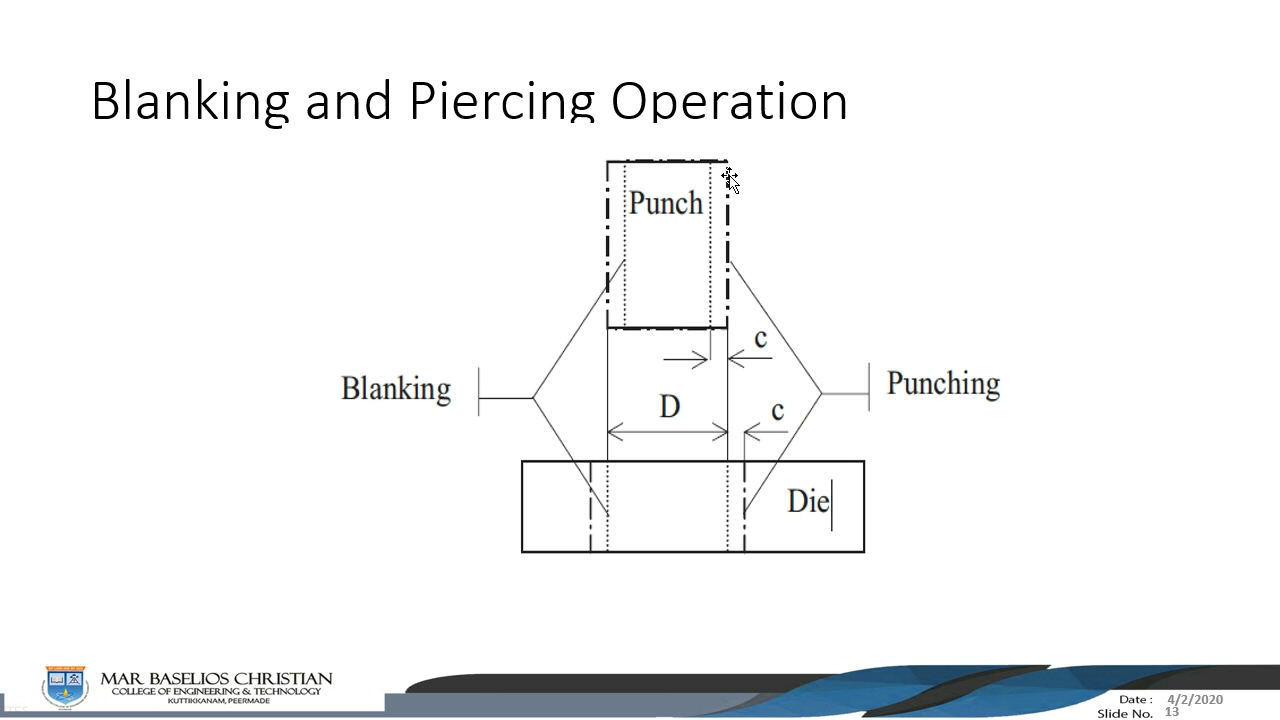 Blanking and Piercing Operation
Punch
c
Blanking
Punching
D
c
Die
MAR BASELIOS CHRISTIAN
COLLEGE OF ENGINEERING & TECHNOLOGY
KUTTIKKANAM, PEERMADE
Date : 4/2/2020
Slide No. 13